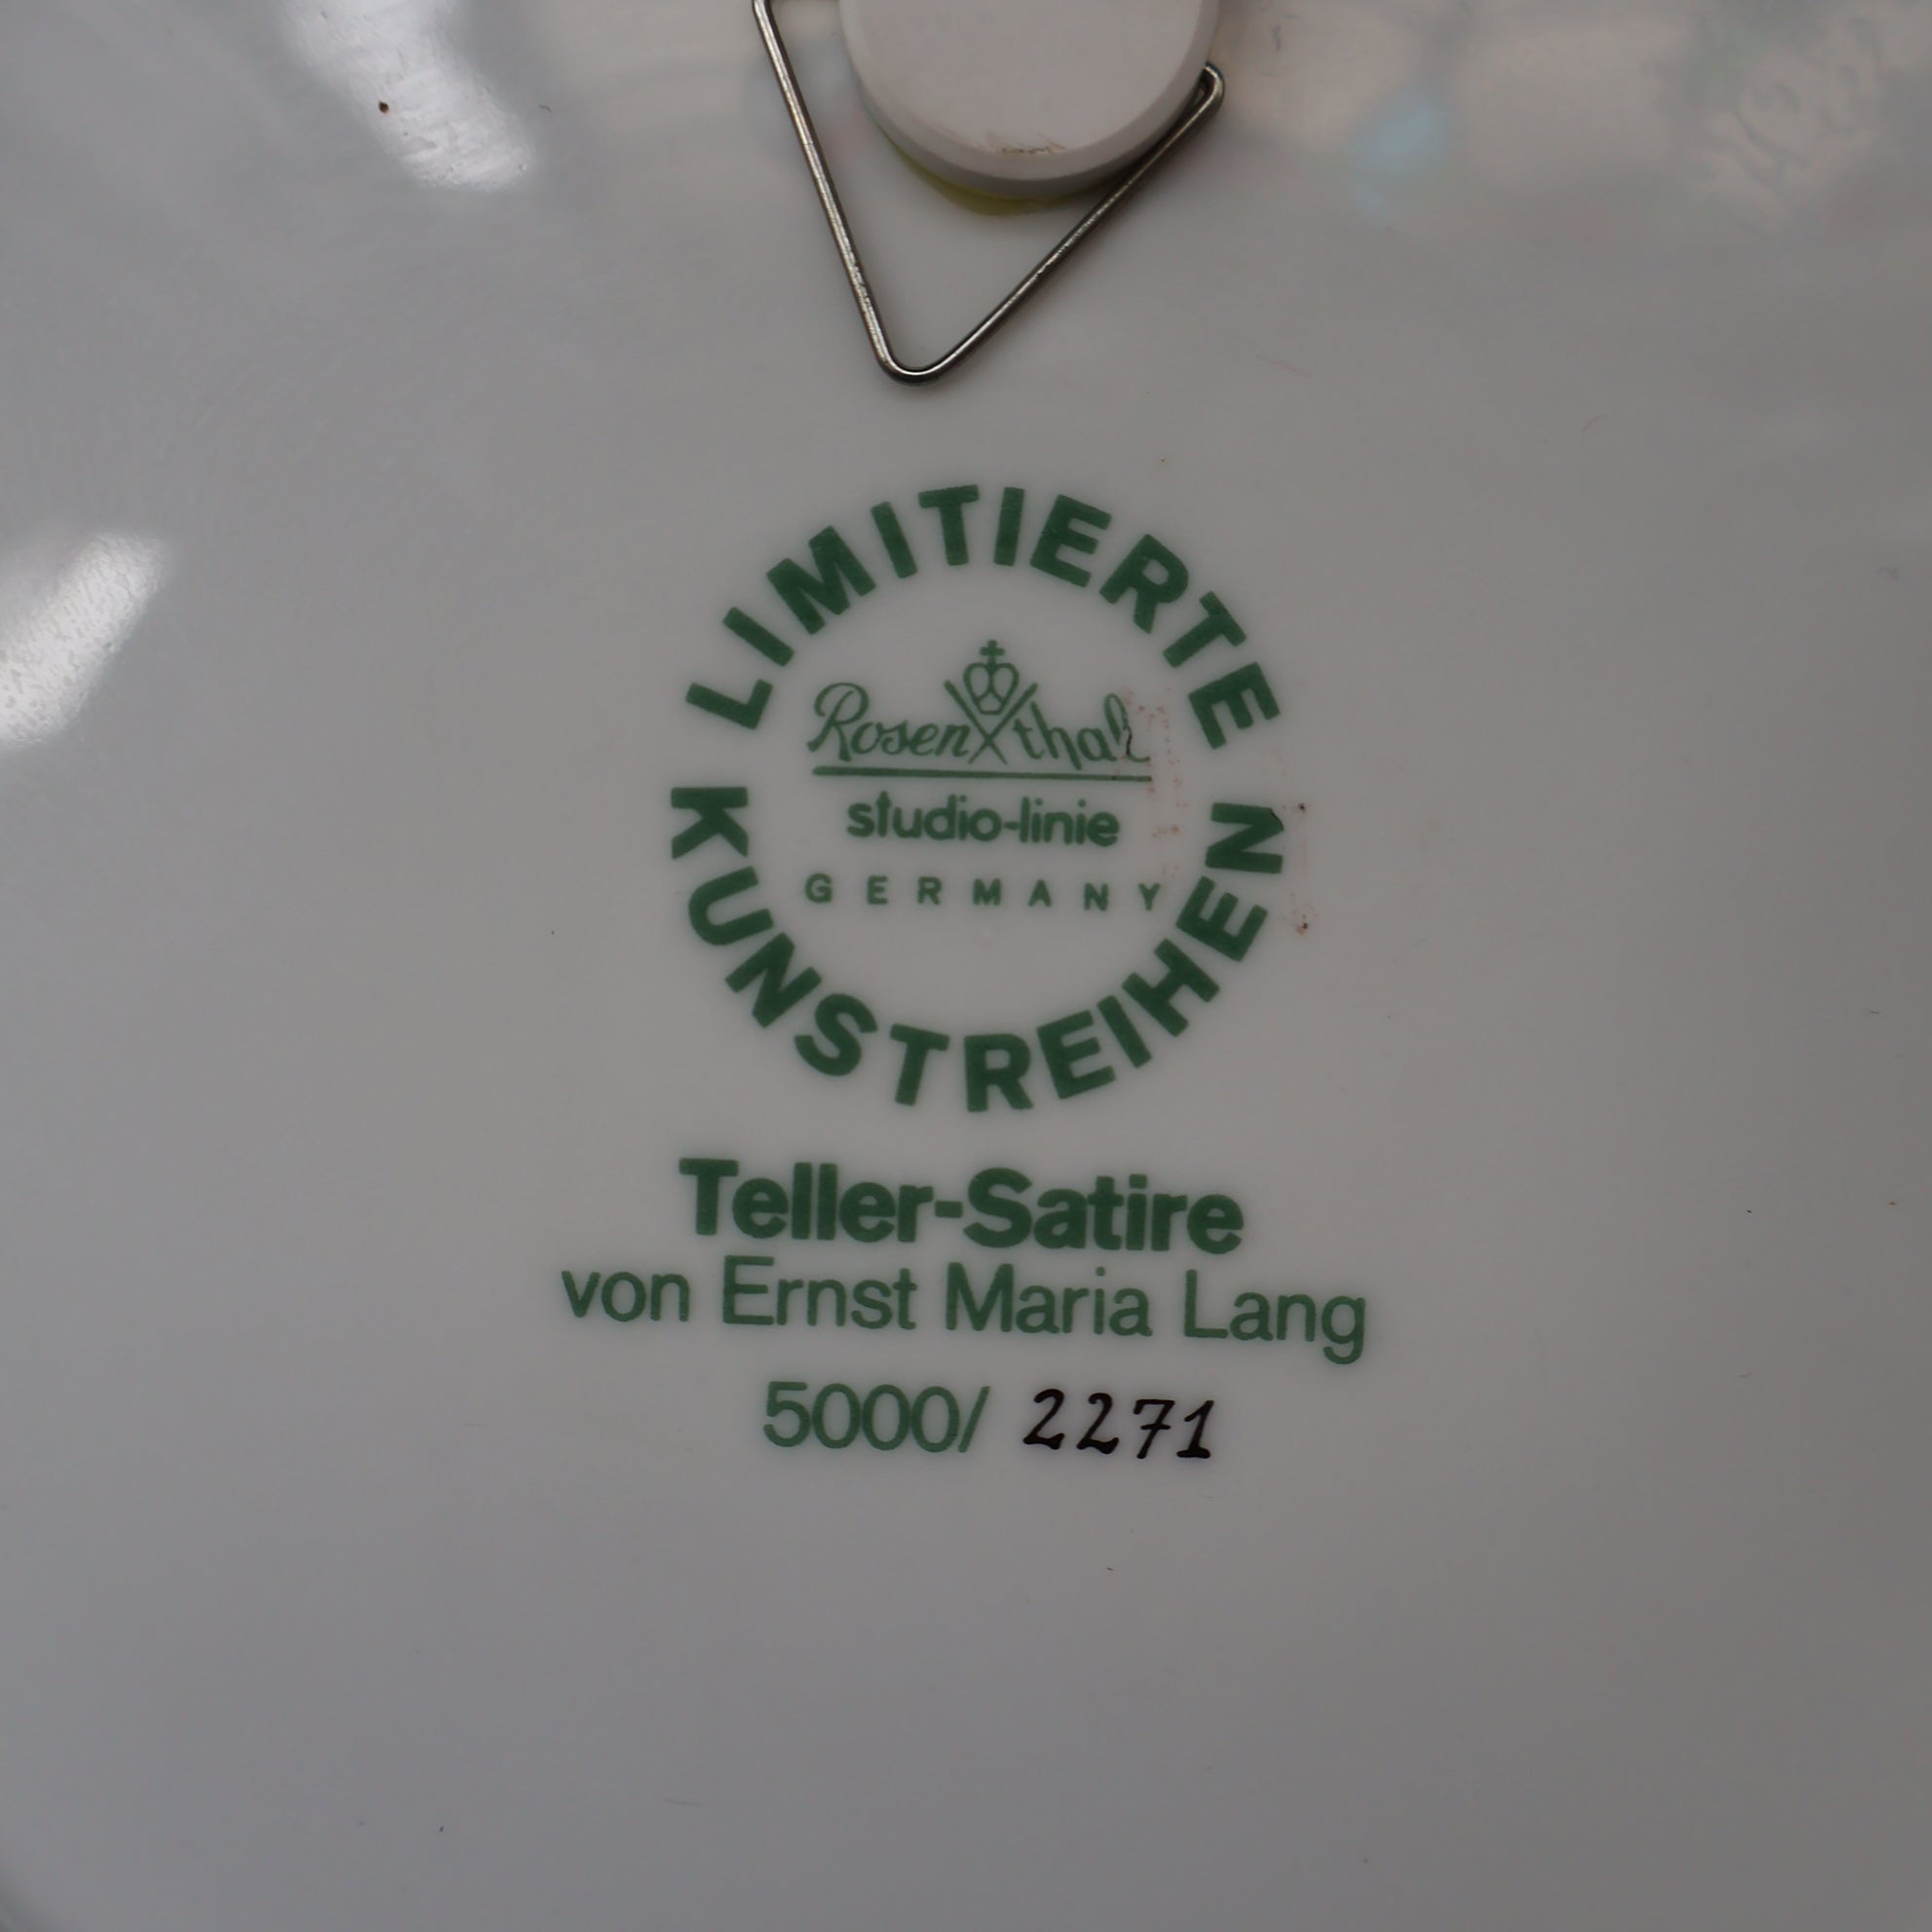 LIMITIERTE
Rosenthal
studio-linie
GERMANY
KUNSTREIHEN
Teller-Satire
von Ernst Maria Lang
5000/ 2271